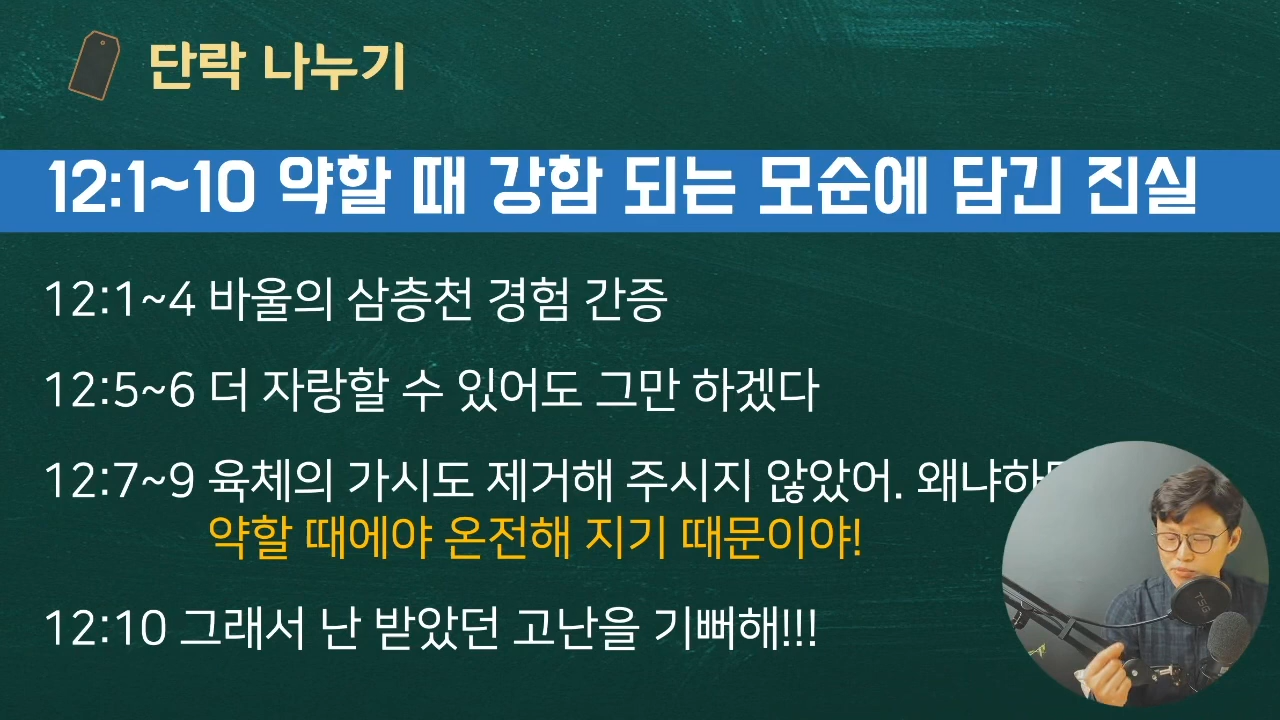 단락 나누기
12:1~10 약할 때 강함 되는 모순에 담긴 진실
12:1~4 바울의 삼층천 경험 간증
12:5~6 더 자랑할 수 있어도 그만 하겠다
12:7~9 육체의 가시도 제거해 주시지 않았어.
약할 때에야 온전해 지기 때문이야!
12:10 그래서 난 받았던 고난을 기뻐해!!!
TSG